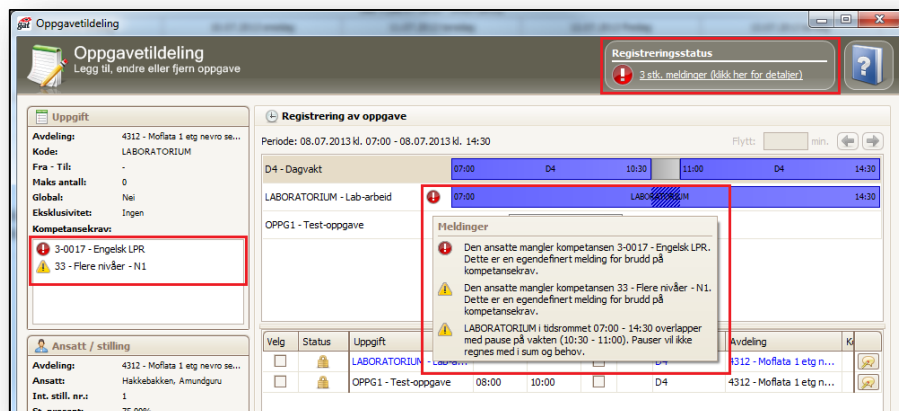 gat Oppgavetildeling
Oppgavetildeling
Legg til, endre eller fjern oppgave
Registreringsstatus
3 stk. meldinger (klikk her for detaljer)
?
Uppgift
Avdeling: 4312 - Moflata 1 etg nevro se...
Kode: LABORATORIUM
Fra - Til: -
Maks antall: 0
Global: Nei
Eksklusivitet: Ingen
Kompetansekrav:
3-0017 - Engelsk LPR
33 - Flere nivåer - N1
Ansatt / stilling
Avdeling: 4312 - Moflata 1 etg nevro se...
Ansatt: Hakkebakken, Amundguru
Int. still. nr.: 1
Registrering av oppgave
Periode: 08.07.2013 kl. 07:00 - 08.07.2013 kl. 14:30
Flytt: min.
D4 - Dagvakt 07:00 D4 10:30 11:00 D4 14:30
LABORATORIUM - Lab-arbeid 07:00 LABORATORIUM 14:30
OPPG1 - Test-oppgave
Meldinger
Den ansatte mangler kompetansen 3-0017 - Engelsk LPR.
Dette er en egendefinert melding for brudd på
kompetansekrav.
Den ansatte mangler kompetansen 33 - Flere nivåer - N1.
Dette er en egendefinert melding for brudd på
kompetansekrav.
LABORATORIUM i tidsrommet 07:00 - 14:30 overlapper
med pause på vakten (10:30 - 11:00). Pauser vil ikke
regnes med i sum og behov.
Velg Status Uppgift Avdeling
LABORATORIUM - Lab-a... D4 4312 - Moflata 1 etg n...
OPPG1 - Test-oppgave 08:00 10:00 D4 4312 - Moflata 1 etg n...